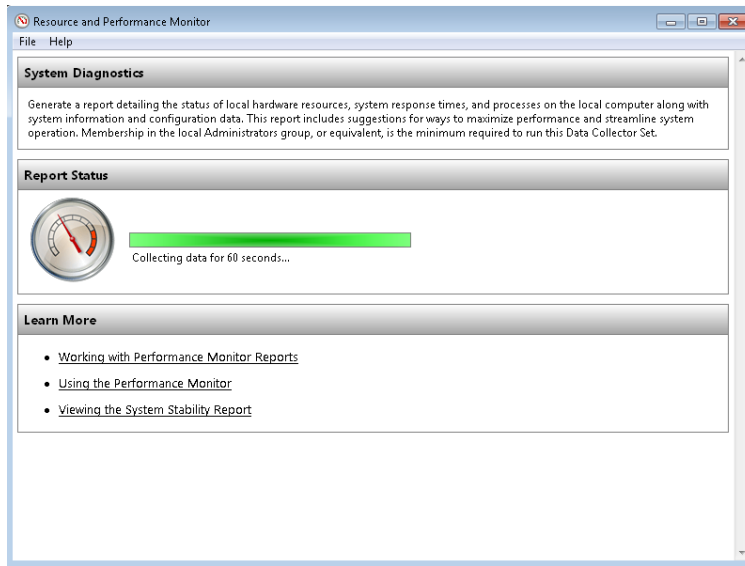 Resource and Performance Monitor
File Help
System Diagnostics
Generate a report detailing the status of local hardware resources, system response times, and processes on the local computer along with
system information and configuration data. This report includes suggestions for ways to maximize performance and streamline system
operation. Membership in the local Administrators group, or equivalent, is the minimum required to run this Data Collector Set.
Report Status
Collecting data for 60 seconds...
Learn More
Working with Performance Monitor Reports
Using the Performance Monitor
Viewing the System Stability Report